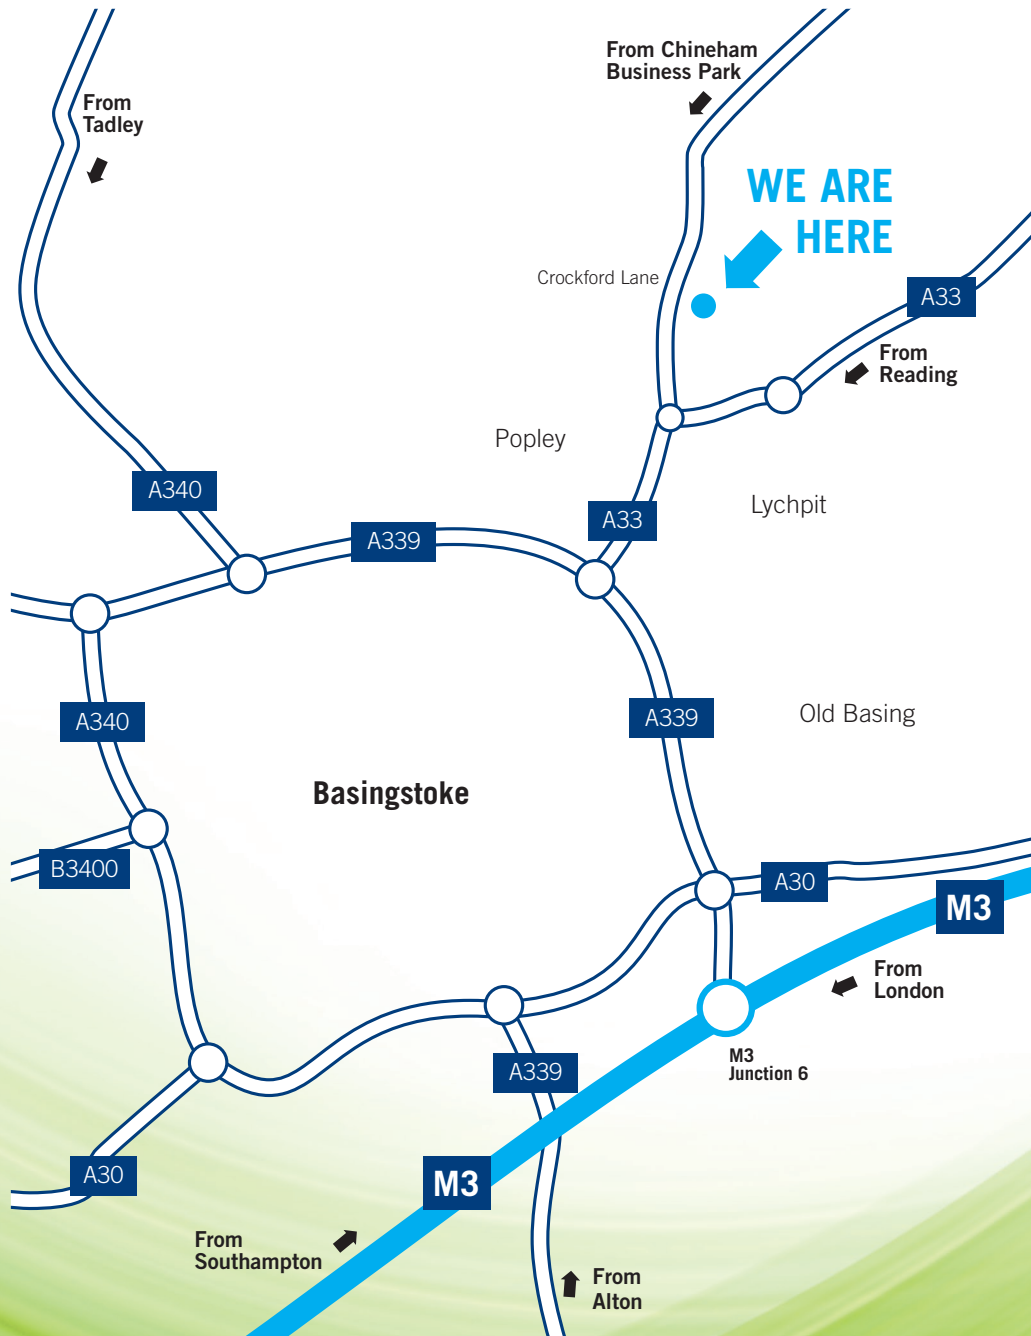 From Chineham
Business Park
From
Tadley
WE ARE
HERE
Crockford Lane
A33
From
Reading
Popley
A340
Lychpit
A33
A339
A340
A339
Old Basing
Basingstoke
B3400
A30
M3
From
London
M3
Junction 6
A339
A30
M3
From
Southampton
From
Alton